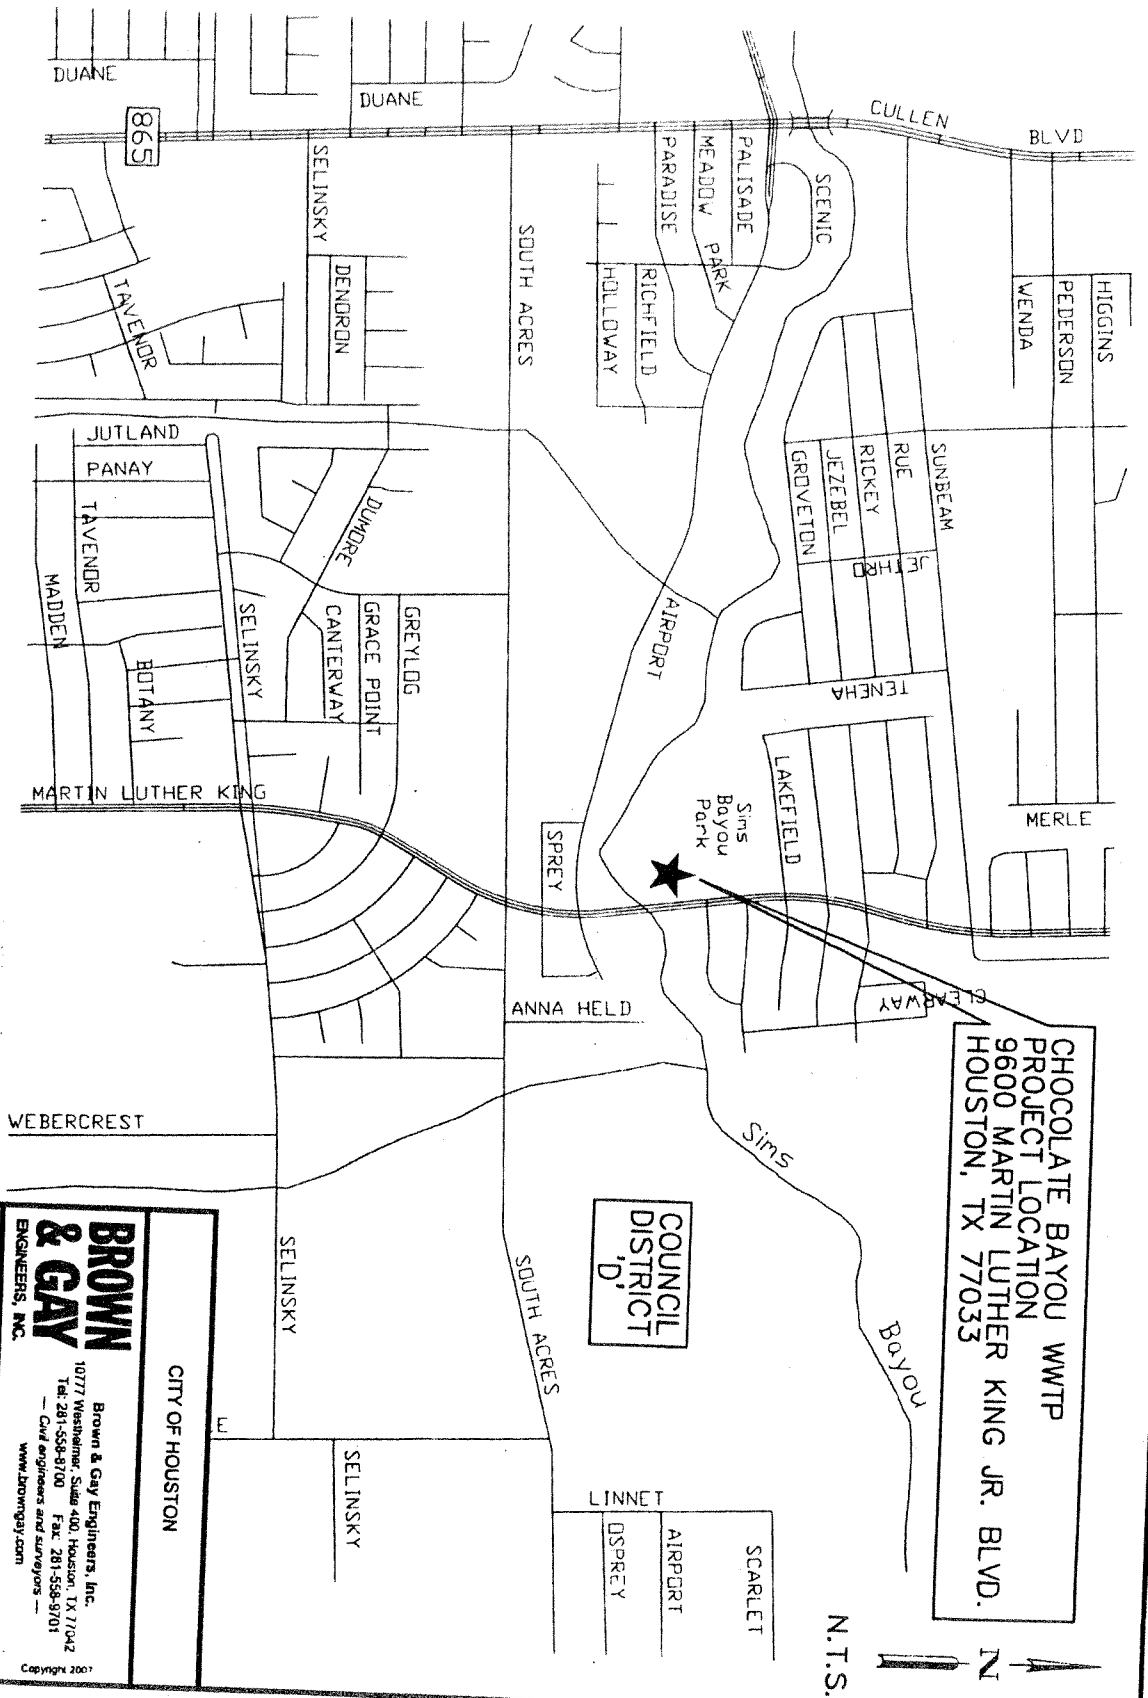 DUANE
DUANE
865
CULLEN
BLVD
SELINSKY
DENDRON
TAVENOR
SOUTH ACRES
PARADISE
MEADOW PARK
PALISADE
SCENIC
RICHFIELD
HOLLOWAY
HIGGINS
PEDERSON
WENDA
SUNBEAM
RUE
RICKEY
JEZEBEL
GROVETON
JETHRO
TENEHA
JUTLAND
PANAY
TAVENOR
MADDEN
BOTANY
DUMORE
SELINSKY
CANTERWAY
GRACE POINT
GREYLOG
AIRPORT
MARTIN LUTHER KING
MERLE
LAKEFIELD
Sims
Bayou
Park
SPREY
ANNA HELD
CLEARWAY
CHOCOLATE BAYOU WWTP
PROJECT LOCATION
9600 MARTIN LUTHER KING JR. BLVD.
HOUSTON, TX 77033
WEBERCREST
Sims
Bayou
COUNCIL
DISTRICT
'D'
SELINSKY
SOUTH ACRES
E
SELINSKY
LINNET
OSPREY
AIRPORT
SCARLET
N
N.T.S.
CITY OF HOUSTON
BROWN
& GAY
ENGINEERS, INC.
Brown & Gay Engineers, Inc.
10777 Westheimer, Suite 400, Houston, TX 77042
Tel: 281-558-8700 Fax: 281-558-9701
— Civil engineers and surveyors —
www.browngay.com
Copyright 2007